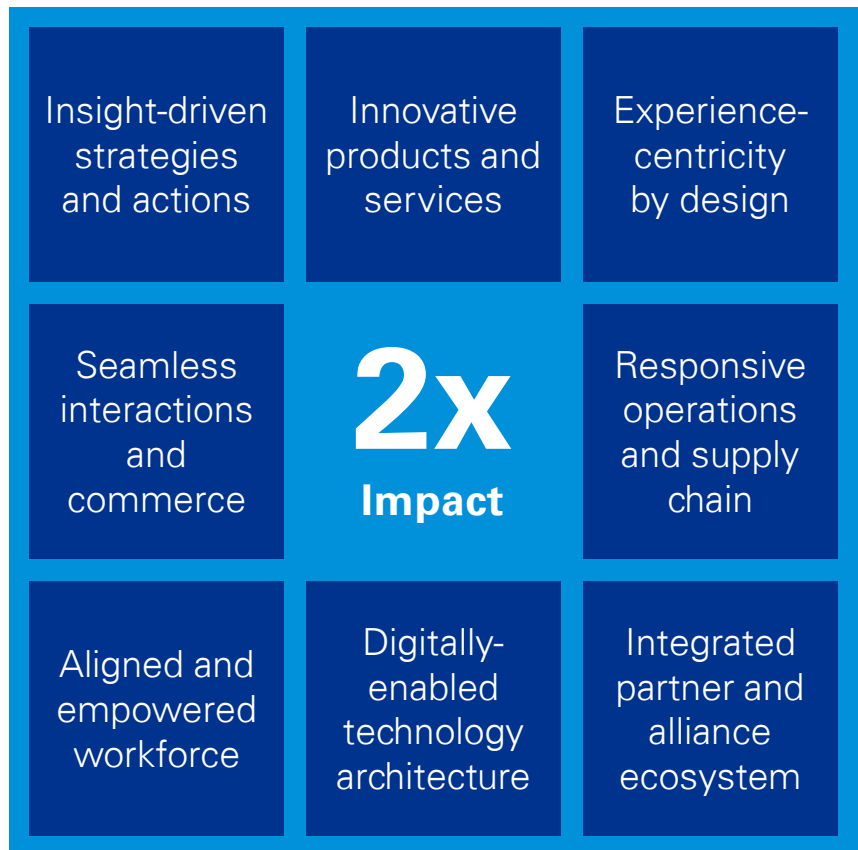 Insight-driven
strategies
and actions
Innovative
products and
services
Experience-
centricity
by design
Seamless
interactions
and
commerce
2x
Impact
Responsive
operations
and supply
chain
Aligned and
empowered
workforce
Digitally-
enabled
technology
architecture
Integrated
partner and
alliance
ecosystem